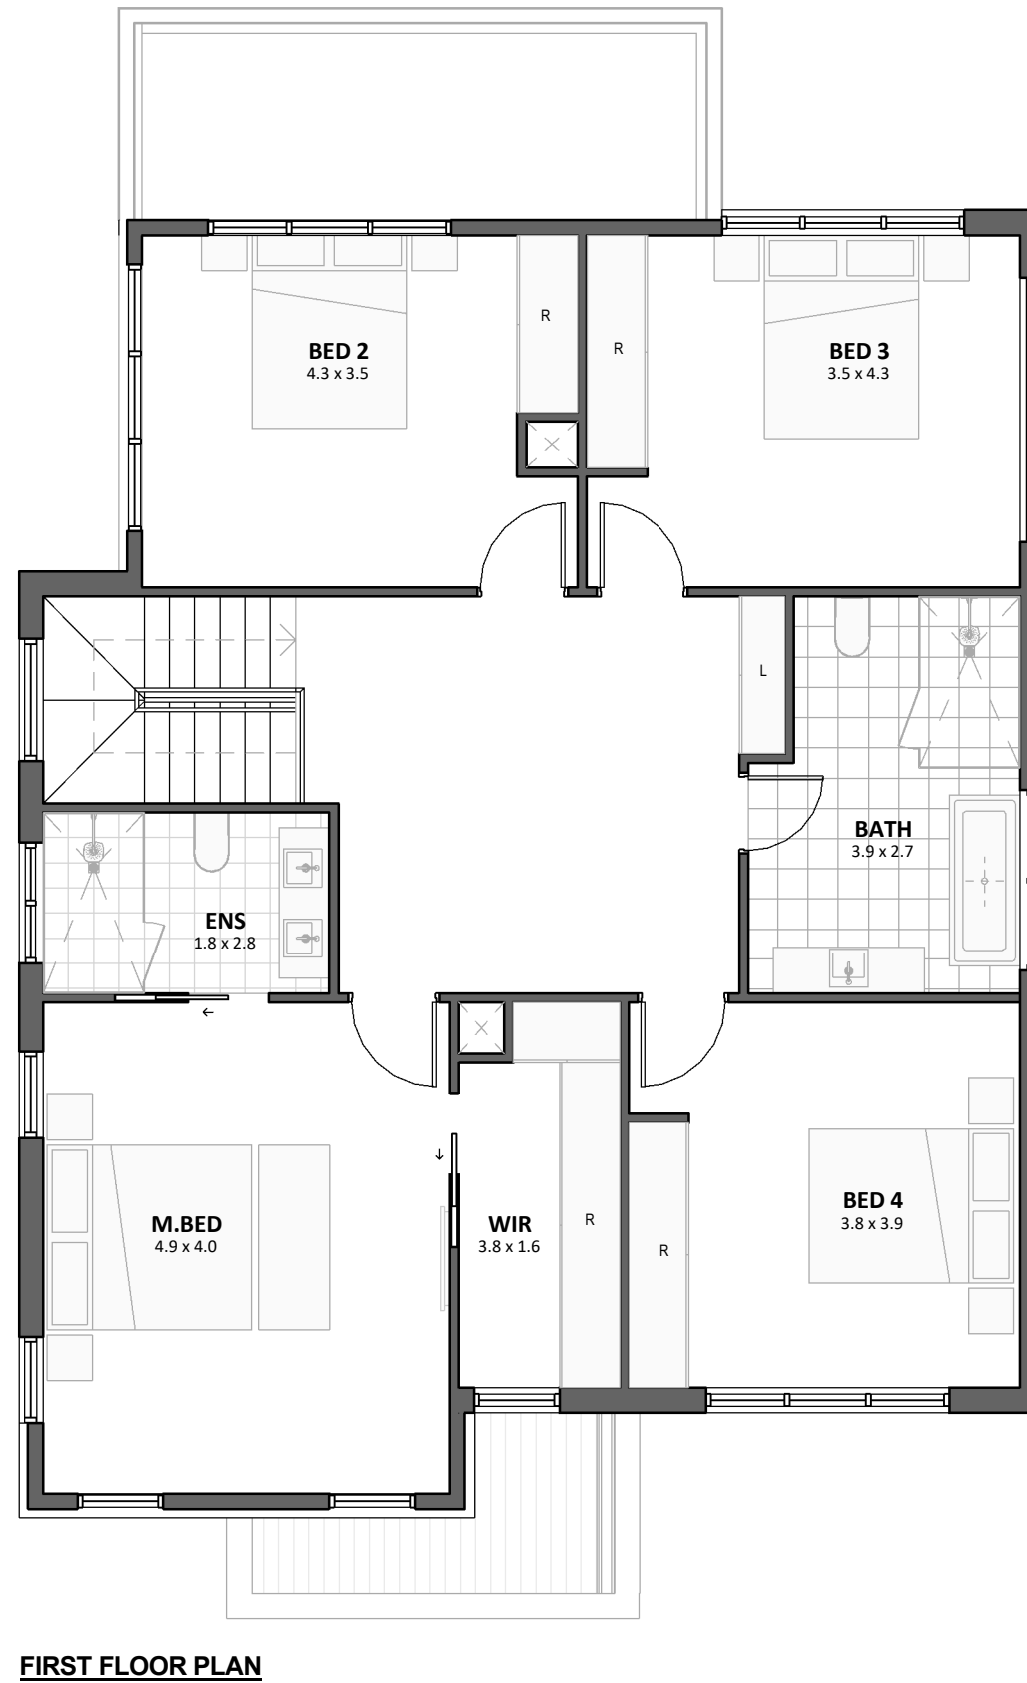 R
R
BED 2
4.3 x 3.5
BED 3
3.5 x 4.3
L
BATH
3.9 x 2.7
ENS
1.8 x 2.8
M.BED
4.9 x 4.0
WIR
3.8 x 1.6
R
R
BED 4
3.8 x 3.9
FIRST FLOOR PLAN